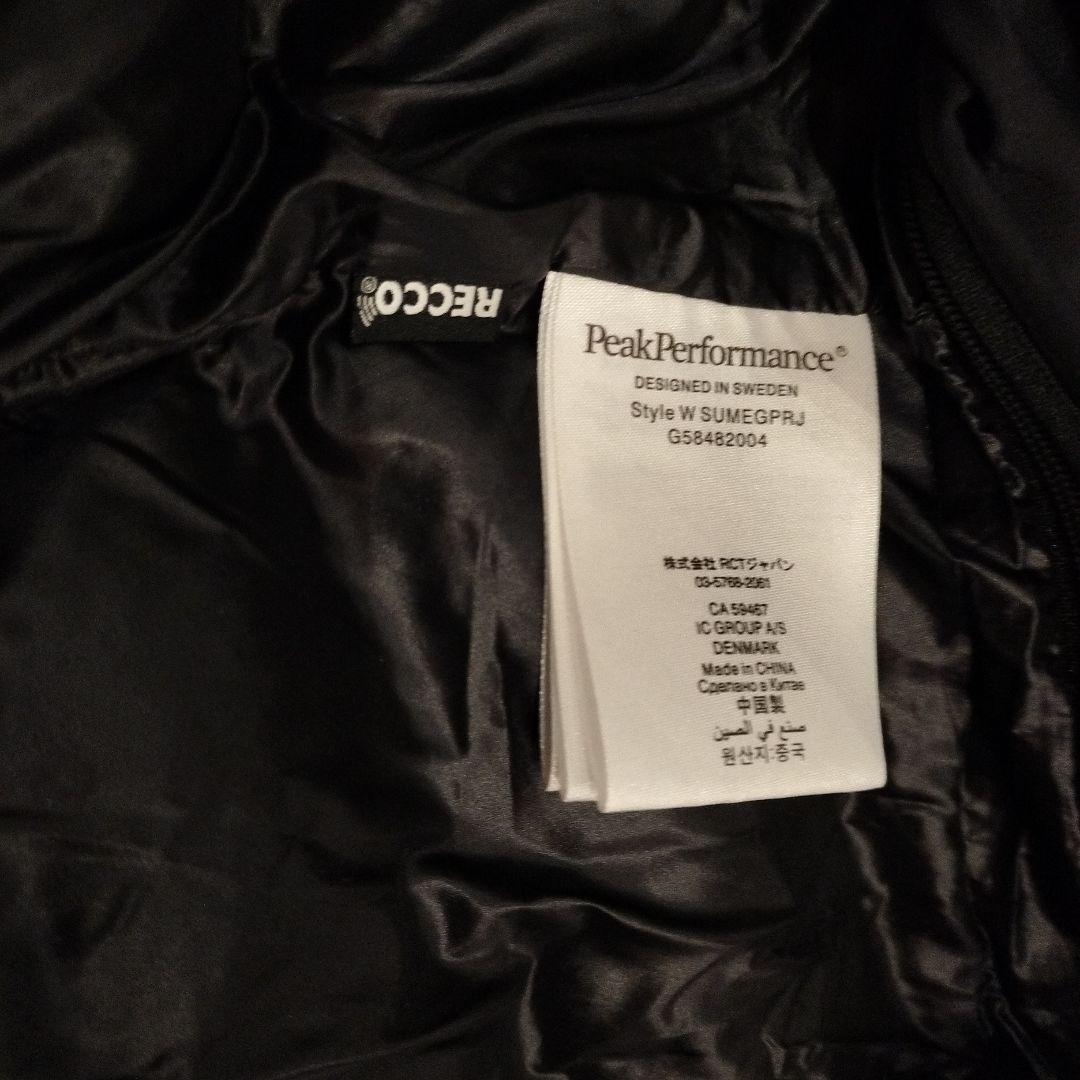 RECCO®
PeakPerformance®
DESIGNED IN SWEDEN
Style W SUMEGPRJ
G58482004
株式会社 RCTジャパン
03-5768-2061
CA 59467
IC GROUP A/S
DENMARK
Made in CHINA
Сделано в Китае
中国製
صنع في الصين
원산지:중국